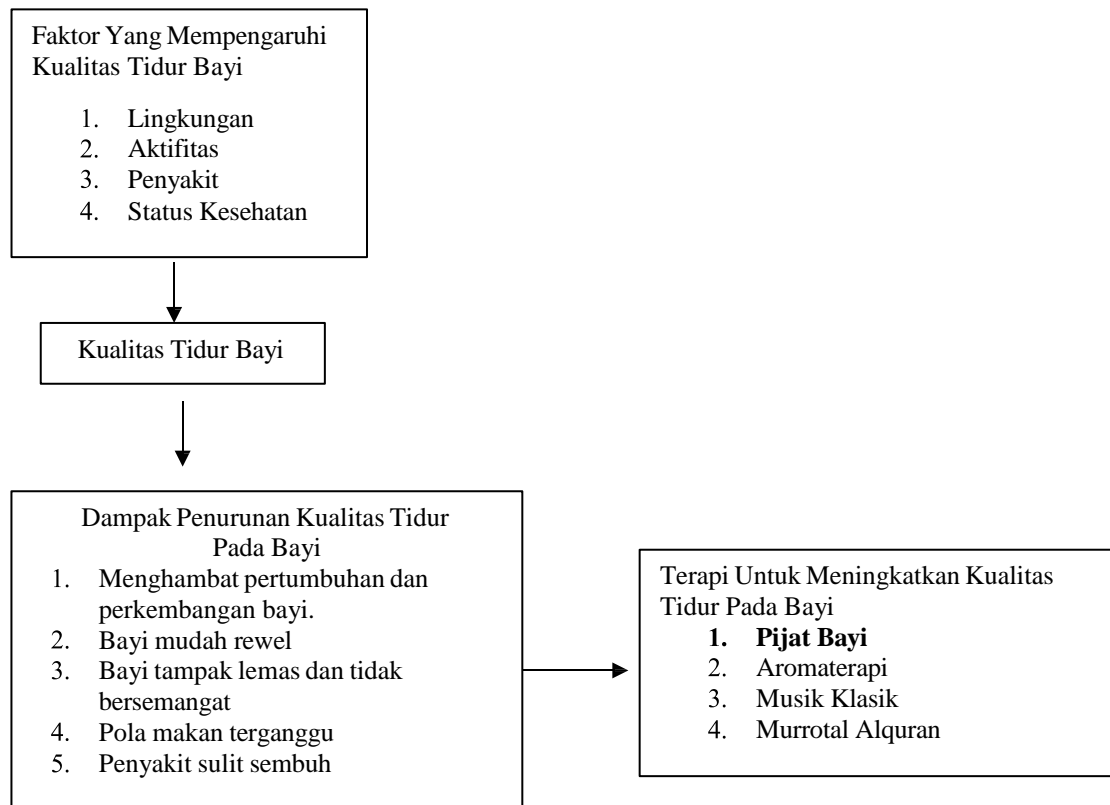 Faktor Yang Mempengaruhi
Kualitas Tidur Bayi
1. Lingkungan
2. Aktifitas
3. Penyakit
4. Status Kesehatan
Kualitas Tidur Bayi
Dampak Penurunan Kualitas Tidur
Pada Bayi
1. Menghambat pertumbuhan dan
perkembangan bayi.
2. Bayi mudah rewel
3. Bayi tampak lemas dan tidak
bersemangat
4. Pola makan terganggu
5. Penyakit sulit sembuh
Terapi Untuk Meningkatkan Kualitas
Tidur Pada Bayi
1. Pijat Bayi
2. Aromaterapi
3. Musik Klasik
4. Murrotal Alquran